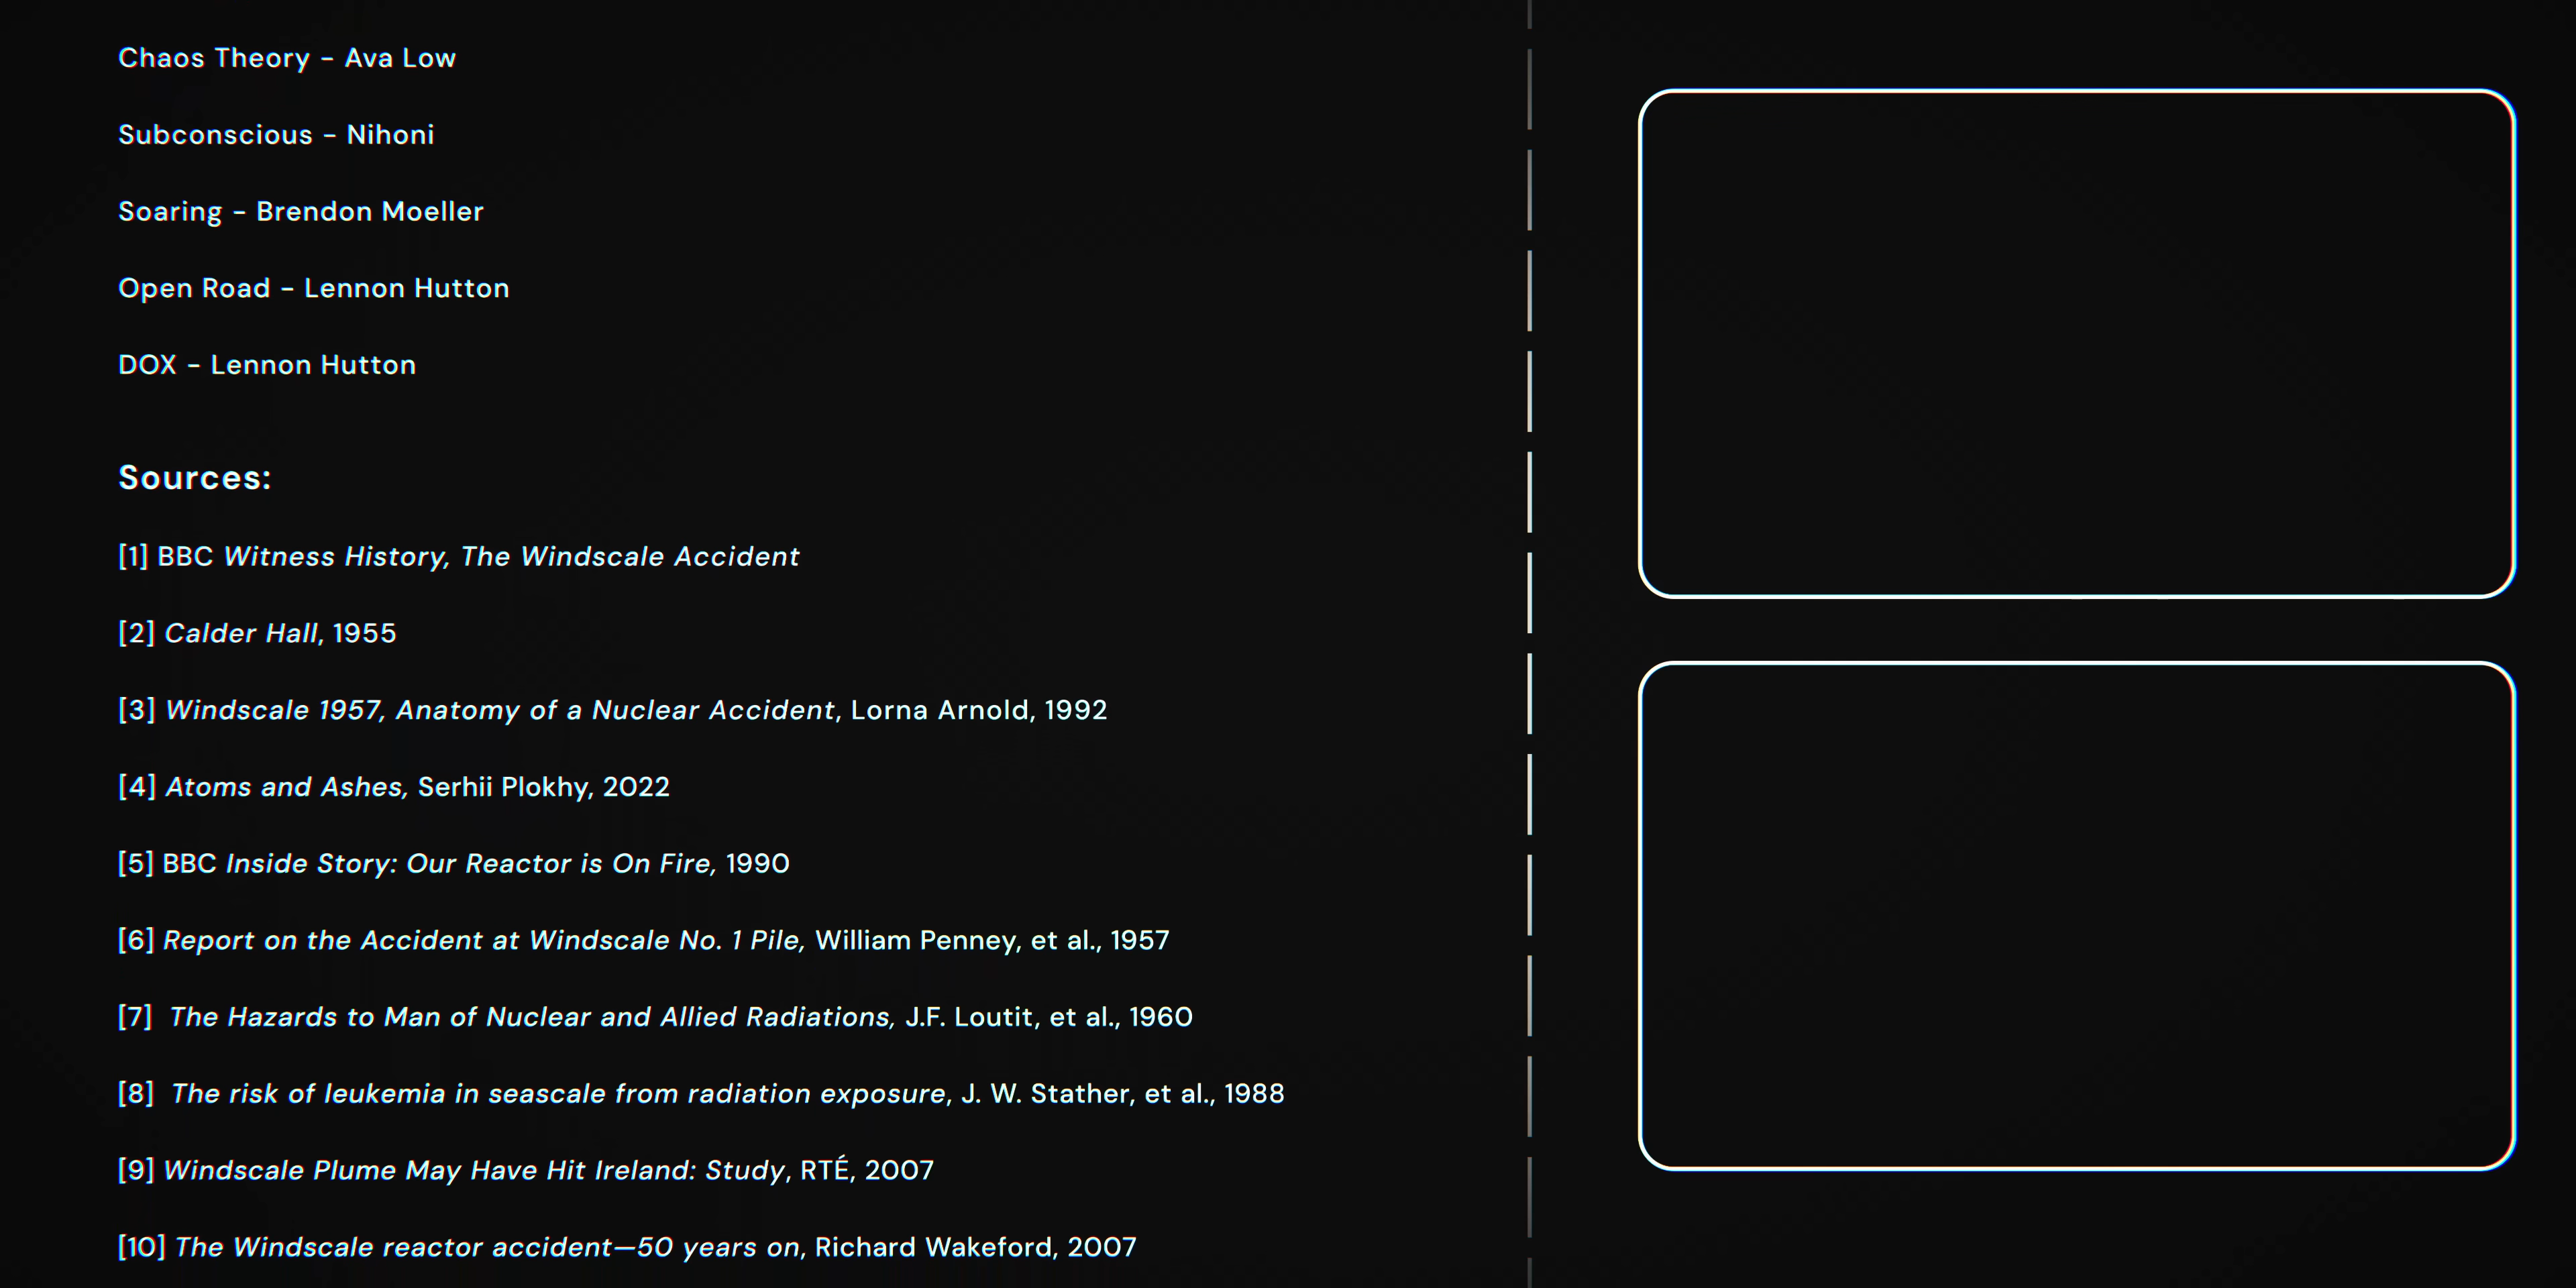 Chaos Theory - Ava Low
Subconscious - Nihoni
Soaring - Brendon Moeller
Open Road - Lennon Hutton
DOX - Lennon Hutton
Sources:
[1] BBC Witness History, The Windscale Accident
[2] Calder Hall, 1955
[3] Windscale 1957, Anatomy of a Nuclear Accident, Lorna Arnold, 1992
[4] Atoms and Ashes, Serhii Plokhy, 2022
[5] BBC Inside Story: Our Reactor is On Fire, 1990
[6] Report on the Accident at Windscale No. 1 Pile, William Penney, et al., 1957
[7] The Hazards to Man of Nuclear and Allied Radiations, J.F. Loutit, et al., 1960
[8] The risk of leukemia in seascale from radiation exposure, J. W. Stather, et al., 1988
[9] Windscale Plume May Have Hit Ireland: Study, RTÉ, 2007
[10] The Windscale reactor accident—50 years on, Richard Wakeford, 2007